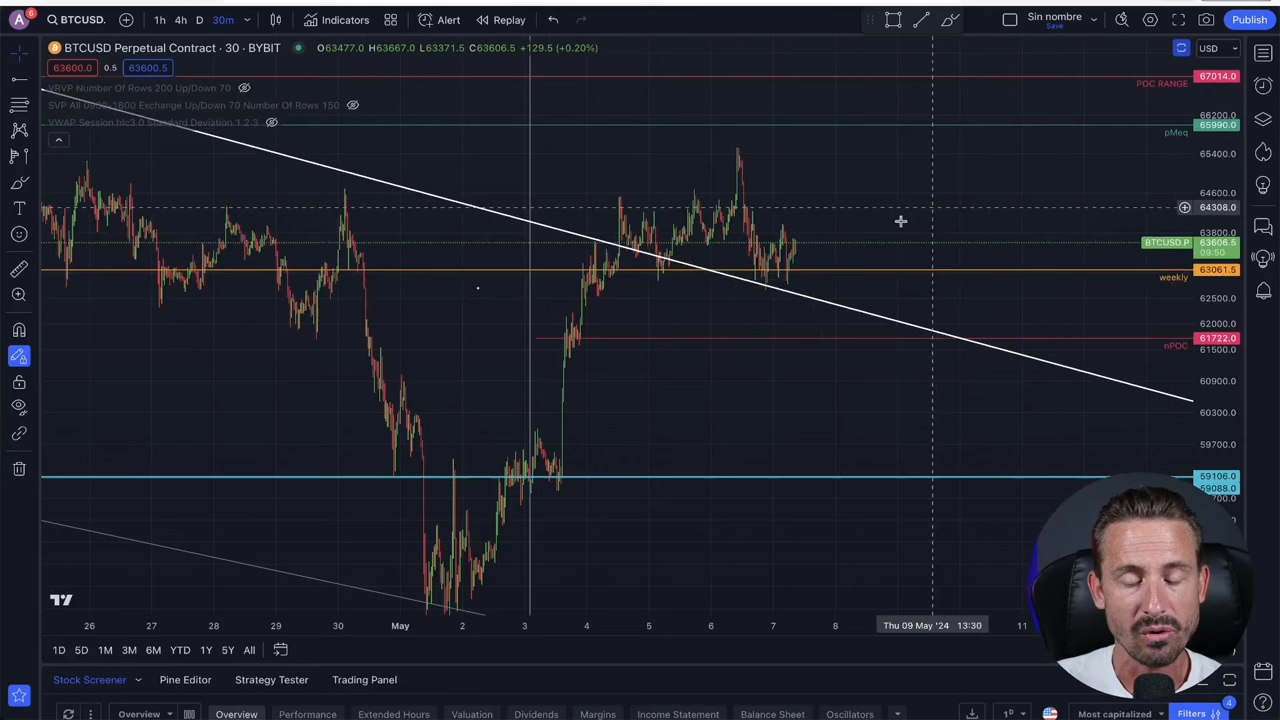 A 6 BTCUSD. 1h 4h D 30m Indicators Alert Replay Sin nombre Save Publish
BTCUSD Perpetual Contract · 30 · BYBIT O63477.0 H63667.0 L63371.5 C63606.5 +129.5 (+0.20%) USD
63600.0 0.5 63600.5
67014.0
VRVP Number Of Rows 200 Up/Down 70
POC RANGE
SVP All 0930-1600 Exchange Up/Down 70 Number Of Rows 150
66200.0
VWAP Session hlc3.0 Standard Deviation 1 2 3
65990.0
pMeq
65400.0
64600.0
64308.0
63800.0
BTCUSD.P 63606.5
09:50
63061.5
weekly
62500.0
62000.0
61722.0
nPOC
61500.0
60900.0
60300.0
59700.0
59106.0
59088.0
26 27 28 29 30 May 2 3 4 5 6 7 8 Thu 09 May '24 13:30 11
1D 5D 1M 3M 6M YTD 1Y 5Y All
Stock Screener Pine Editor Strategy Tester Trading Panel
4
Overview Overview Performance Extended Hours Valuation Dividends Margins Income Statement Balance Sheet Oscillators 1D Most capitalized Filters